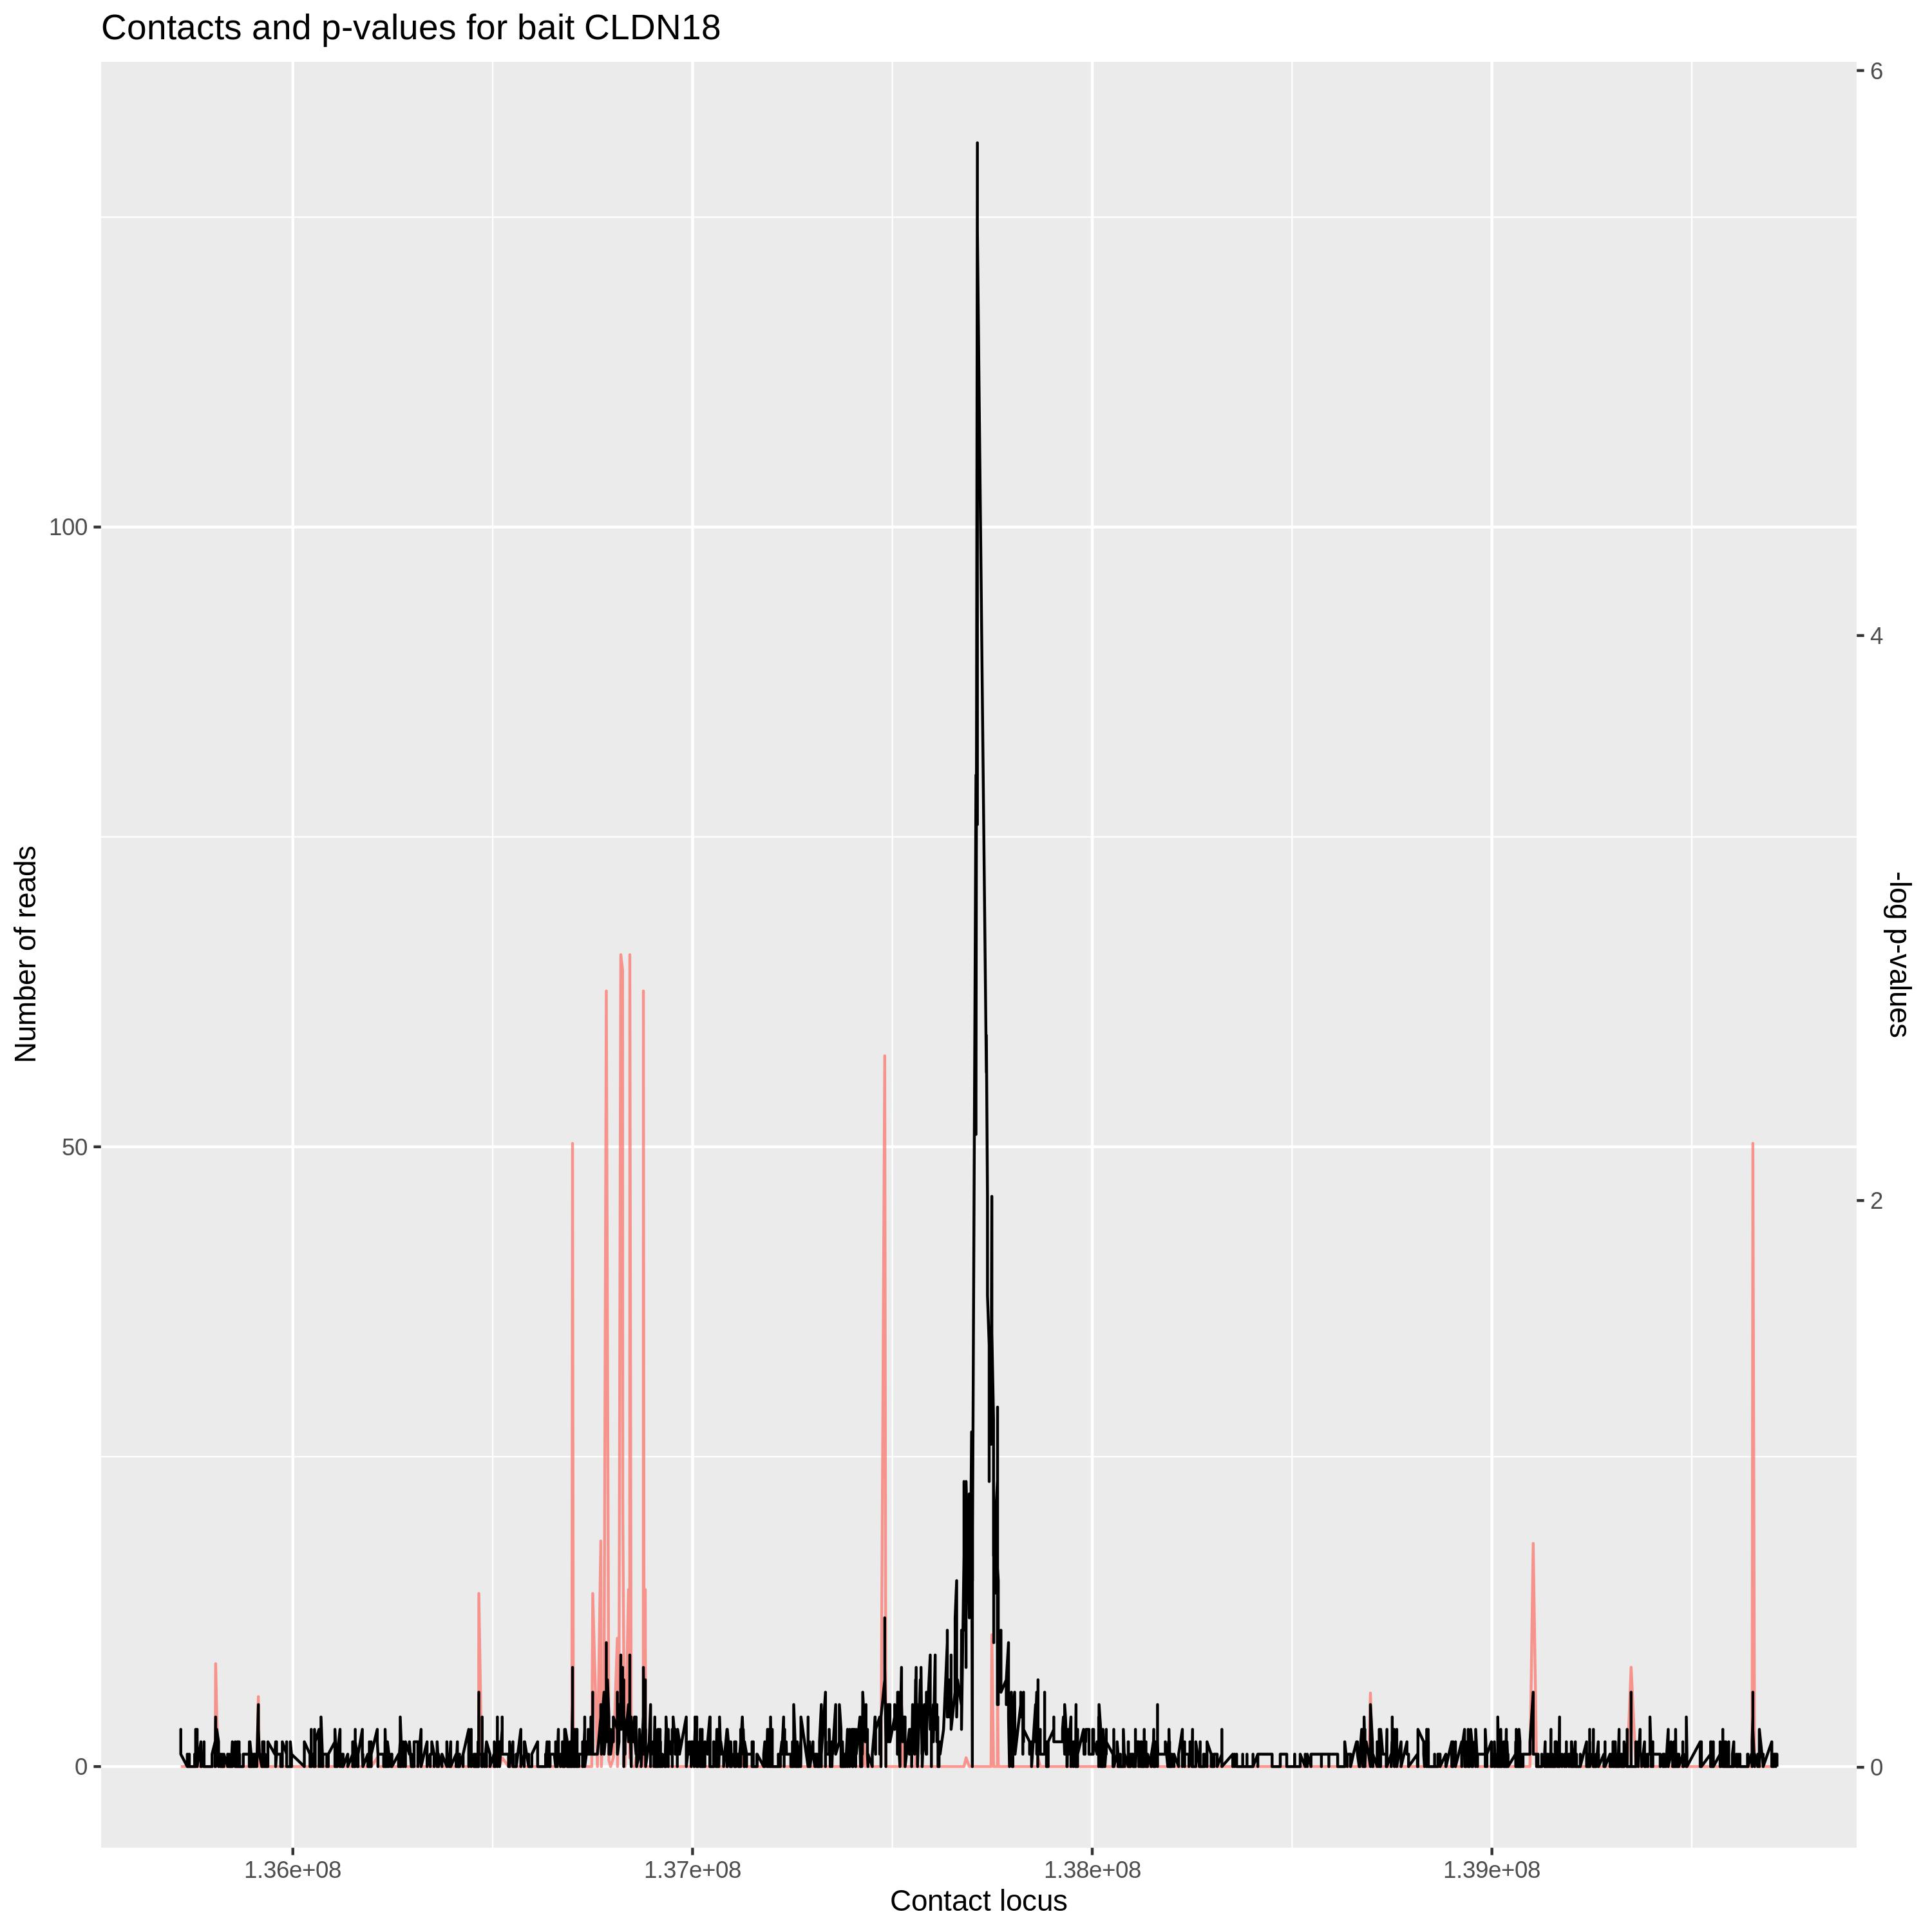 Contacts and p-values for bait CLDN18
6
100
4
Number of reads
-log p-values
50
2
0
0
1.36e+08
1.37e+08
1.38e+08
1.39e+08
Contact locus